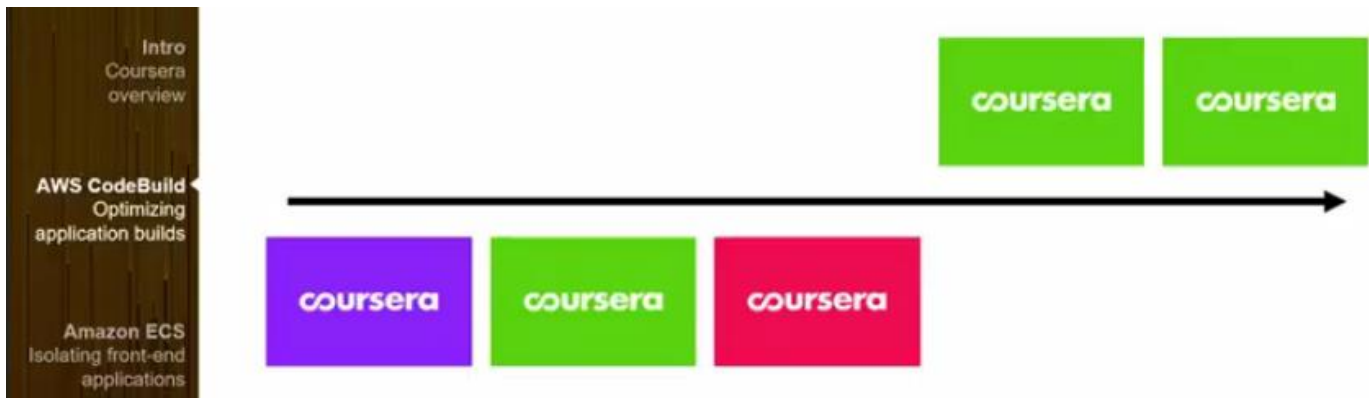 Intro
Coursera
overview
AWS CodeBuild
Optimizing
application builds
Amazon ECS
Isolating front-end
applications
coursera
coursera
coursera
coursera
coursera